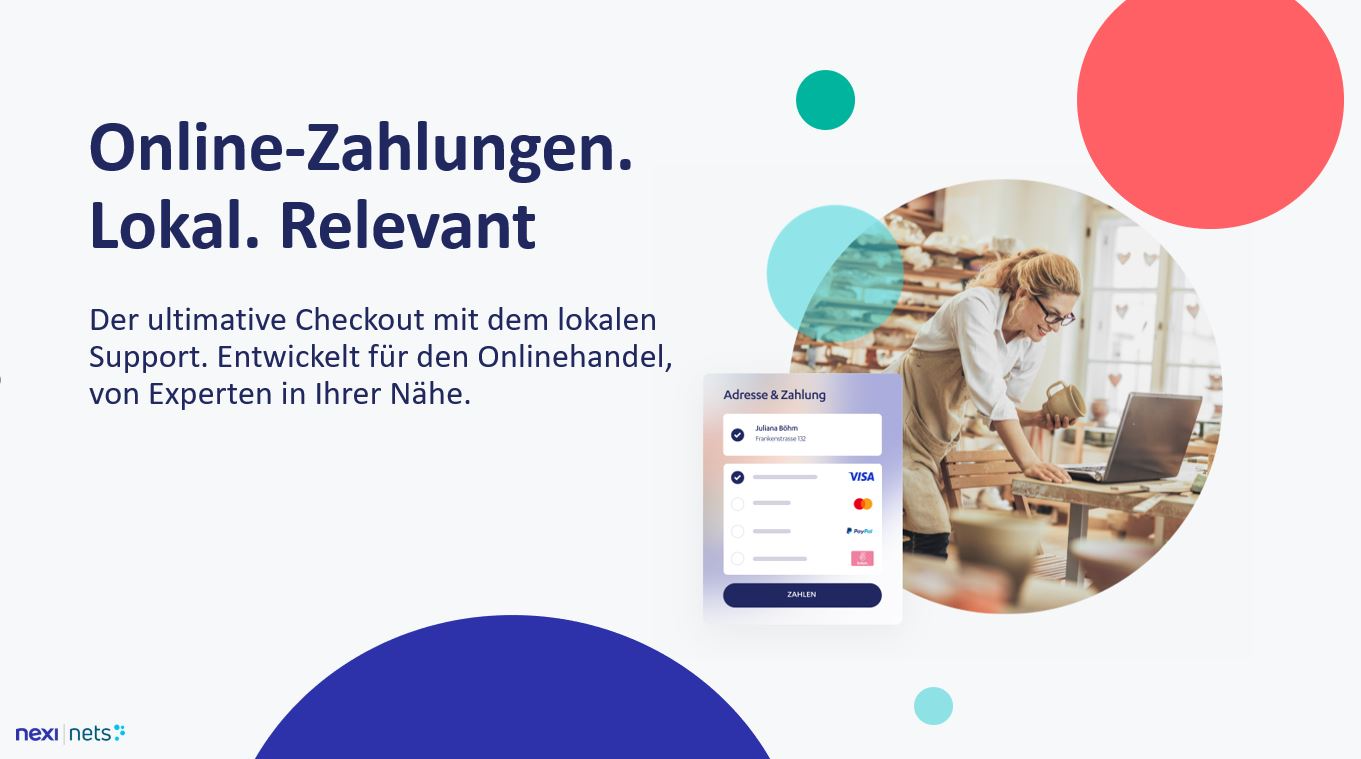 Online-Zahlungen.
Lokal. Relevant
Der ultimative Checkout mit dem lokalen
Support. Entwickelt für den Onlinehandel,
von Experten in Ihrer Nähe.
Adresse & Zahlung
Juliana Böhm
Frankenstrasse 132
VISA
PayPal
ZAHLEN
nexi nets